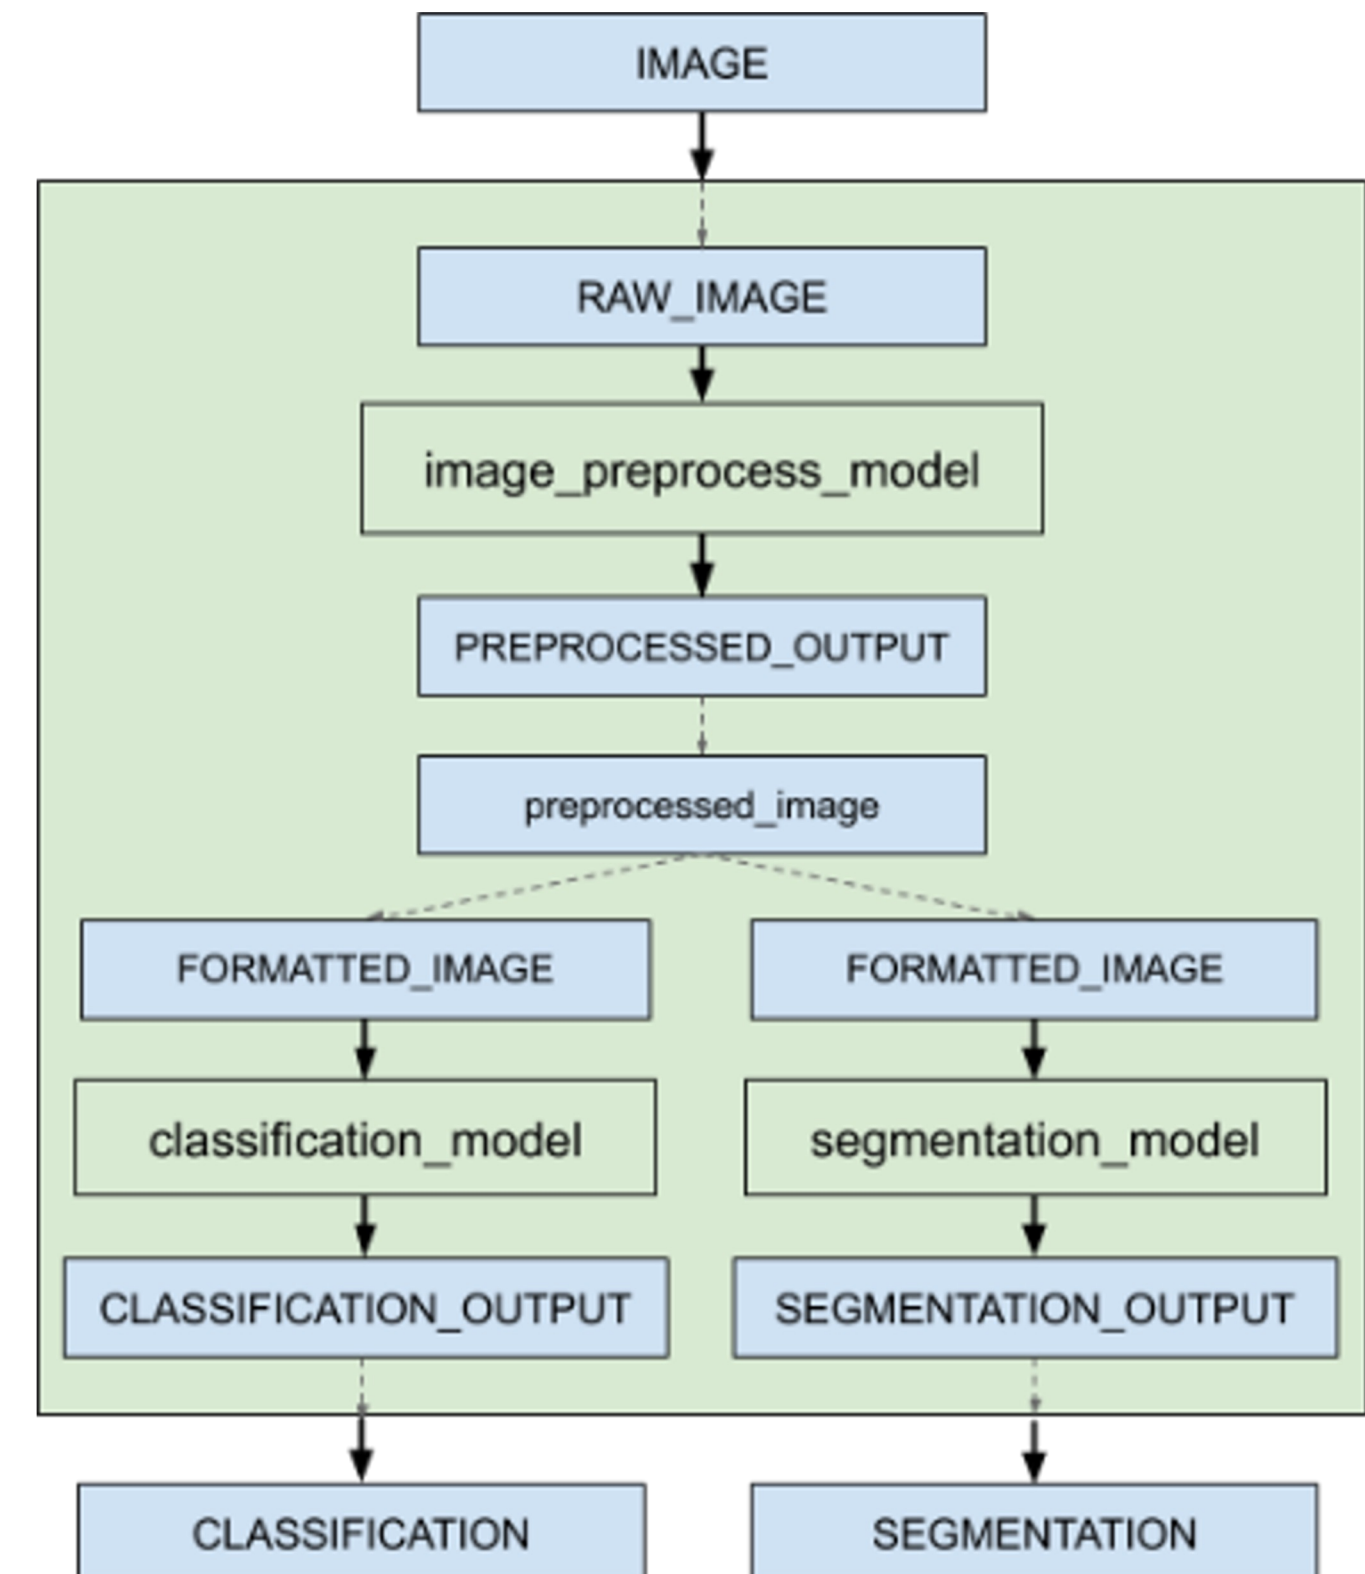 IMAGE
RAW_IMAGE
image_preprocess_model
PREPROCESSED_OUTPUT
preprocessed_image
FORMATTED_IMAGE
FORMATTED_IMAGE
classification_model
segmentation_model
CLASSIFICATION_OUTPUT
SEGMENTATION_OUTPUT
CLASSIFICATION
SEGMENTATION